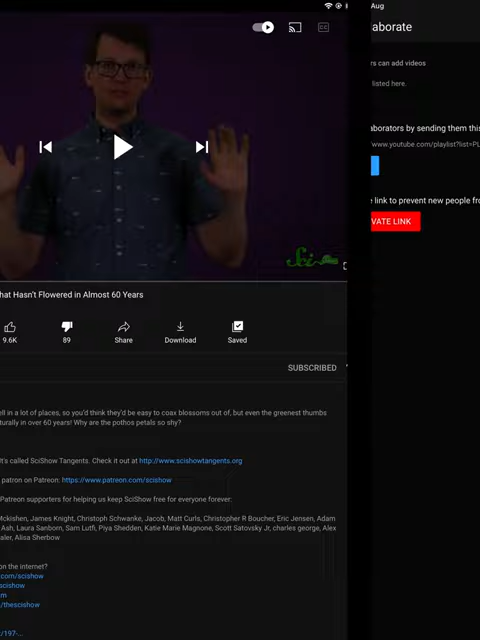 Aug
laborate
rs can add videos
listed here.
aborators by sending them this
www.youtube.com/playlist?list=PL
e link to prevent new people fro
VATE LINK
CC
Sci
hat Hasn't Flowered in Almost 60 Years
9.6K
89
Share
Download
Saved
SUBSCRIBED
ell in a lot of places, so you'd think they'd be easy to coax blossoms out of, but even the greenest thumbs
turally in over 60 years! Why are the pothos petals so shy?
It's called SciShow Tangents. Check it out at http://www.scishowtangents.org
patron on Patreon: https://www.patreon.com/scishow
Patreon supporters for helping us keep SciShow free for everyone forever:
Mckishen, James Knight, Christoph Schwanke, Jacob, Matt Curls, Christopher R Boucher, Eric Jensen, Adam
Ash, Laura Sanborn, Sam Lutfi, Piya Shedden, Katie Marie Magnone, Scott Satovsky Jr, charles george, Alex
aler, Alisa Sherbow
on the internet?
com/scishow
scishow
m
/thescishow
:/197-...